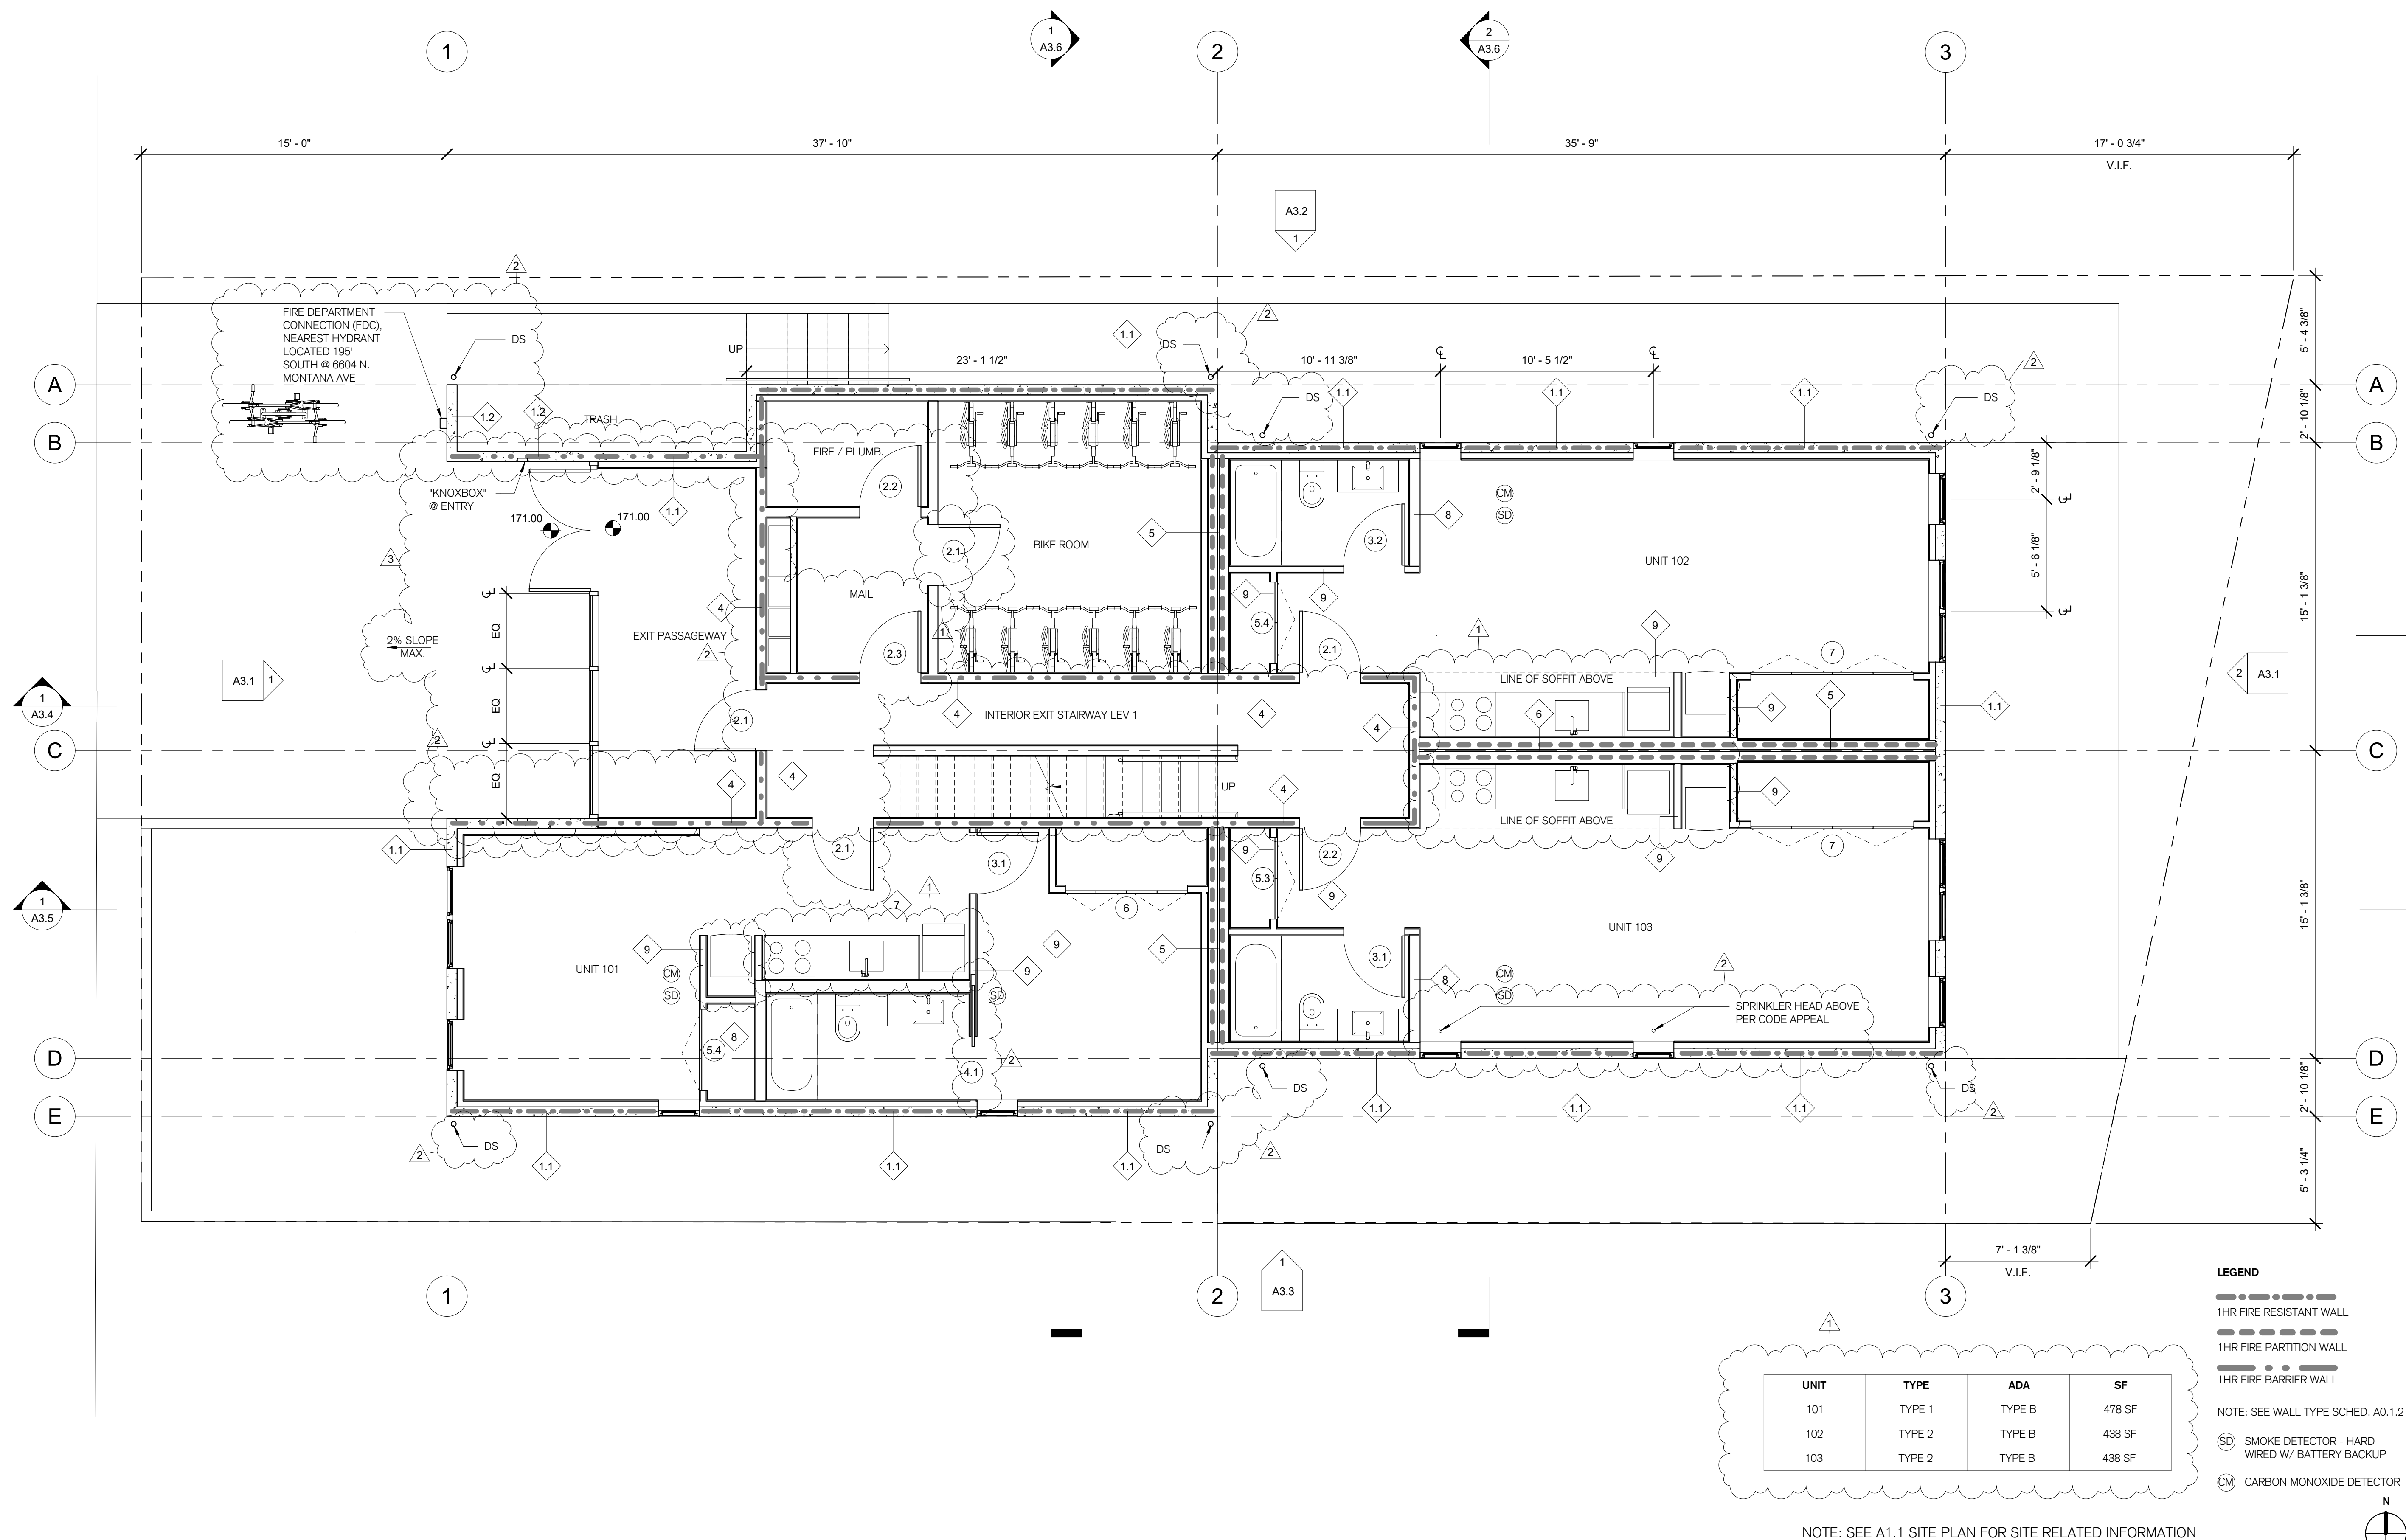 1
A3.6
2
A3.6
1
2
3
15' - 0"
37' - 10"
35' - 9"
17' - 0 3/4"
V.I.F.
A3.2
1
2
FIRE DEPARTMENT
CONNECTION (FDC),
NEAREST HYDRANT
LOCATED 195'
SOUTH @ 6604 N.
MONTANA AVE
DS
UP
23' - 1 1/2"
1.1
DS
2
10' - 11 3/8"
10' - 5 1/2"
5' - 4 3/8"
2
A
A
1.2
1.2
TRASH
DS
1.1
1.1
1.1
DS
2' - 10 1/8"
B
B
FIRE / PLUMB.
"KNOXBOX"
@ ENTRY
2.2
171.00
171.00
1.1
2.1
BIKE ROOM
5
CM
SD
8
3.2
UNIT 102
2' - 9 1/8"
5' - 6 1/8"
15' - 1 3/8"
3
MAIL
4
9
9
5.4
EQ
EXIT PASSAGEWAY
2
2% SLOPE
MAX.
1
2.3
2.1
1
9
7
A3.1
1
2
A3.1
LINE OF SOFFIT ABOVE
5
1
A3.4
EQ
2.1
4
INTERIOR EXIT STAIRWAY LEV 1
4
4
6
9
1.1
2
C
C
EQ
4
4
UP
4
9
LINE OF SOFFIT ABOVE
1.1
2.1
3.1
9
2.2
9
7
1
A3.5
1
7
6
5.3
9
9
UNIT 101
CM
SD
9
9
SD
5
3.1
8
UNIT 103
CM
SD
2
SPRINKLER HEAD ABOVE
PER CODE APPEAL
15' - 1 3/8"
8
5.4
4.1
2
D
D
DS
DS
2' - 10 1/8"
E
E
1.1
1.1
1.1
2
DS
2
1.1
1.1
1.1
DS
2
5' - 3 1/4"
7' - 1 3/8"
V.I.F.
1
A3.3
1
2
3
LEGEND
1HR FIRE RESISTANT WALL
1HR FIRE PARTITION WALL
1HR FIRE BARRIER WALL
1
UNIT TYPE ADA SF
101 TYPE 1 TYPE B 478 SF
102 TYPE 2 TYPE B 438 SF
103 TYPE 2 TYPE B 438 SF
NOTE: SEE WALL TYPE SCHED. A0.1.2
SD SMOKE DETECTOR - HARD
WIRED W/ BATTERY BACKUP
CM CARBON MONOXIDE DETECTOR
N
NOTE: SEE A1.1 SITE PLAN FOR SITE RELATED INFORMATION